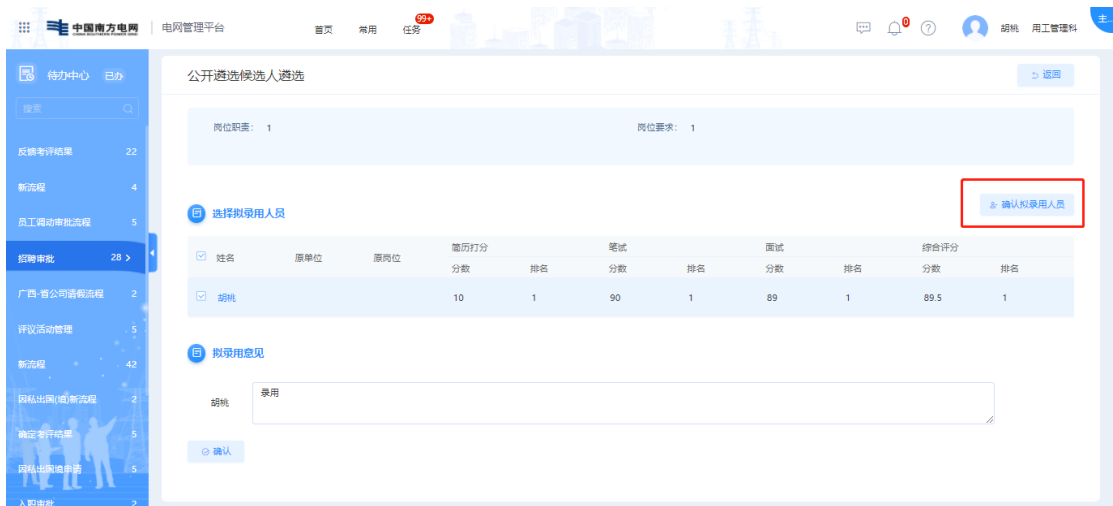 中国南方电网 电网管理平台 首页 常用 任务 99+ 0 胡桃 用工管理科 主...
待办中心 已办
搜索
反馈考评结果 22
新流程 4
员工调动审批流程 5
招聘审批 28 >
广西-省公司请假流程 2
评议活动管理 5
新流程 42
因私出国(境)新流程 2
确定考评结果 5
因私出国境申请 5
入职审批 2
公开遴选候选人遴选 返回
岗位职责: 1 岗位要求: 1
选择拟录用人员 确认拟录用人员
姓名 原单位 原岗位 简历打分 笔试 面试 综合评分
分数 排名 分数 排名 分数 排名 分数 排名
胡桃 10 1 90 1 89 1 89.5 1
拟录用意见
胡桃 录用
确认